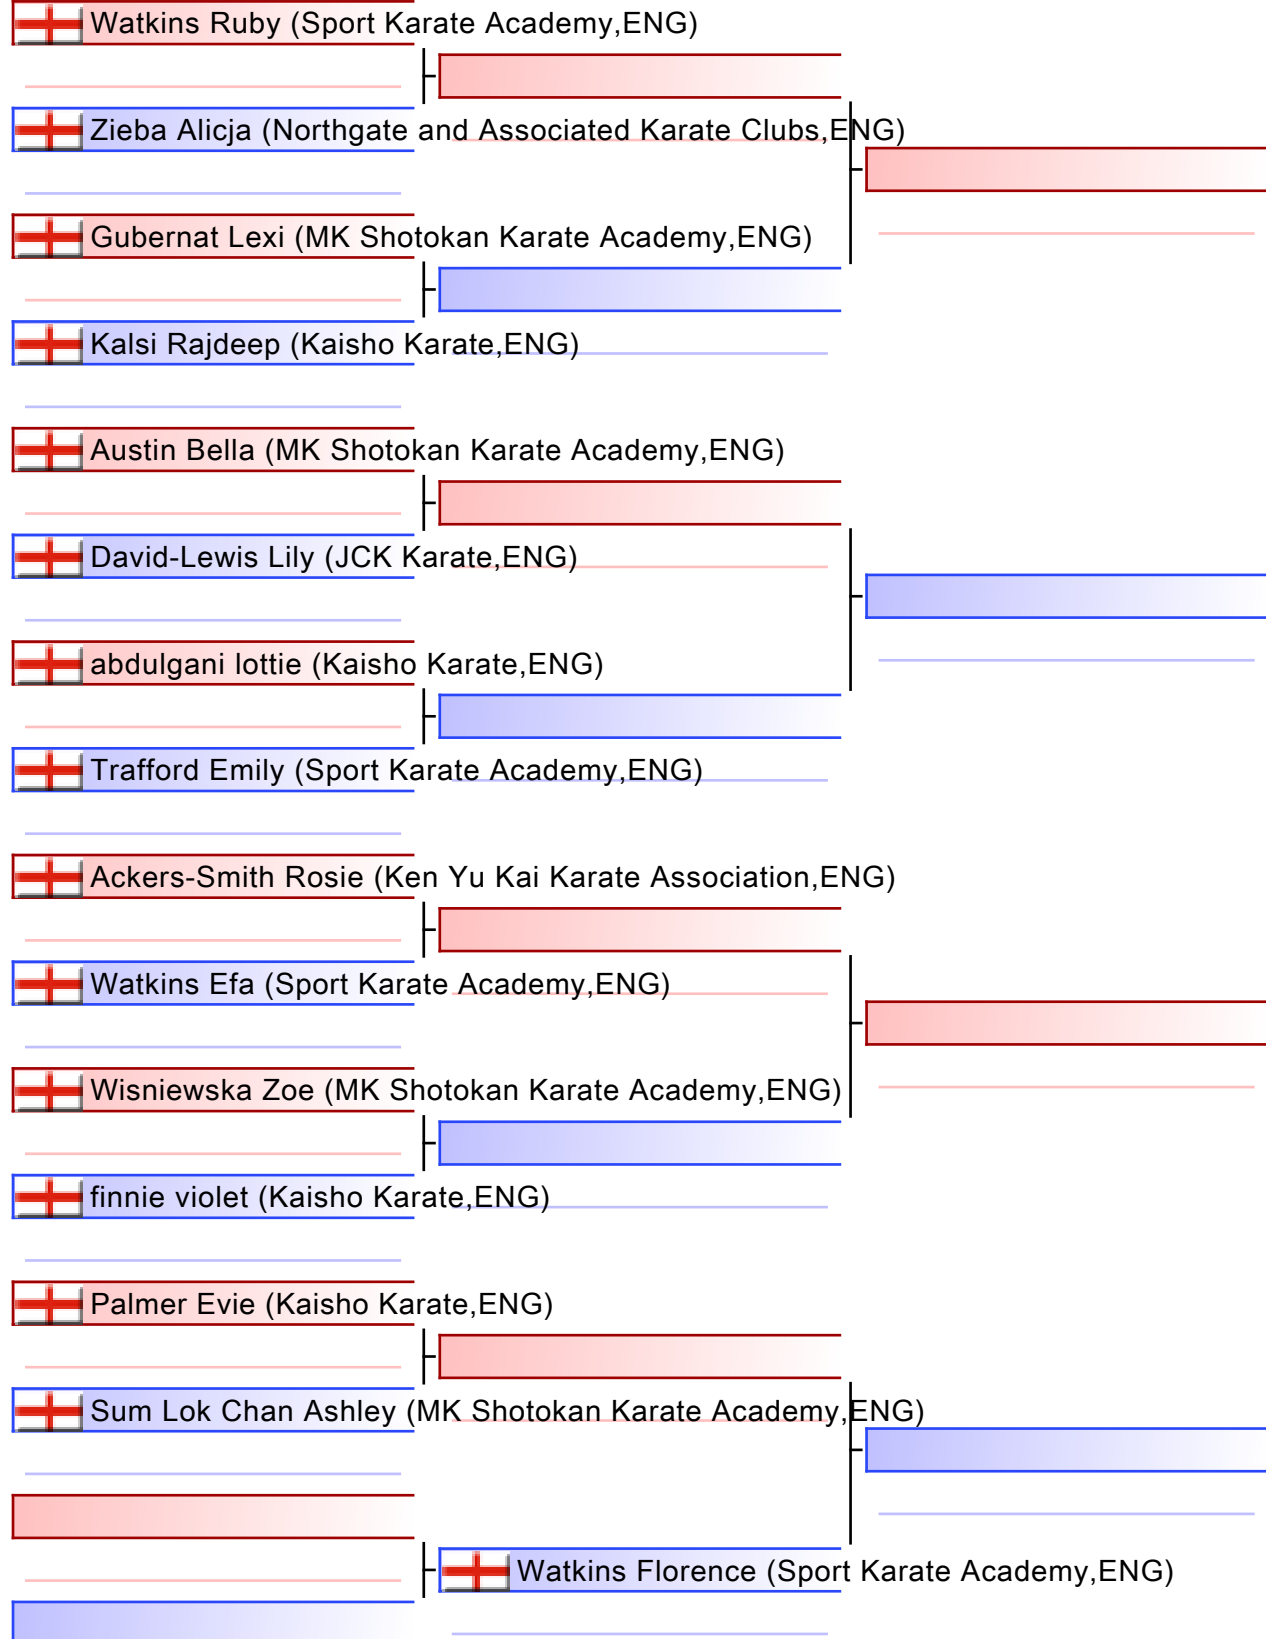 Watkins Ruby (Sport Karate Academy,ENG)
Zieba Alicja (Northgate and Associated Karate Clubs,ENG)
Gubernat Lexi (MK Shotokan Karate Academy,ENG)
Kalsi Rajdeep (Kaisho Karate,ENG)
Austin Bella (MK Shotokan Karate Academy,ENG)
David-Lewis Lily (JCK Karate,ENG)
abdulgani lottie (Kaisho Karate,ENG)
Trafford Emily (Sport Karate Academy,ENG)
Ackers-Smith Rosie (Ken Yu Kai Karate Association,ENG)
Watkins Efa (Sport Karate Academy,ENG)
Wisniewska Zoe (MK Shotokan Karate Academy,ENG)
finnie violet (Kaisho Karate,ENG)
Palmer Evie (Kaisho Karate,ENG)
Sum Lok Chan Ashley (MK Shotokan Karate Academy,ENG)
Watkins Florence (Sport Karate Academy,ENG)